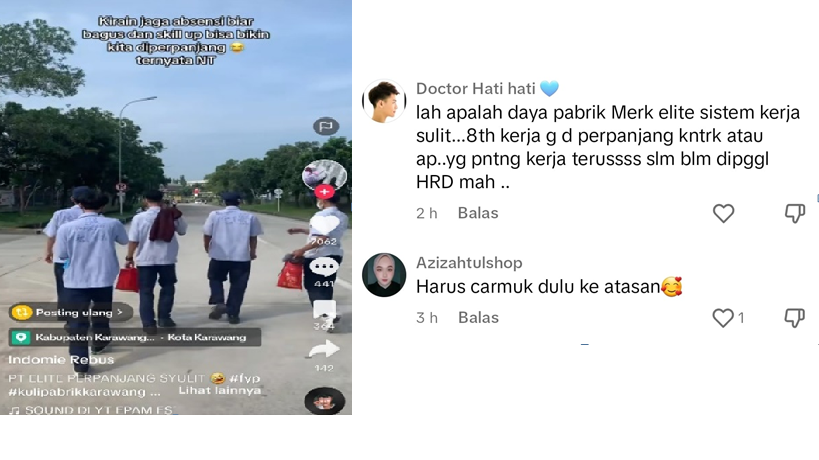 Kirain jaga absensi biar
bagus dan skill up bisa bikin
kita diperpanjang 😂
ternyata NT
7062
441
364
142
Posting ulang >
Kabupaten Karawang... - Kota Karawang
Indomie Rebus
PT ELITE PERPANJANG SYULIT 🤣 #fyp
#kulipabrikkarawang ... Lihat lainnya
♫ SOUND DI YT EPAM ES
Doctor Hati hati 🩵
lah apalah daya pabrik Merk elite sistem kerja
sulit...8th kerja g d perpanjang kntrk atau
ap..yg pntng kerja terussss slm blm dipggl
HRD mah ..
2 h Balas
Azizahtulshop
Harus carmuk dulu ke atasan🥰
3 h Balas 1